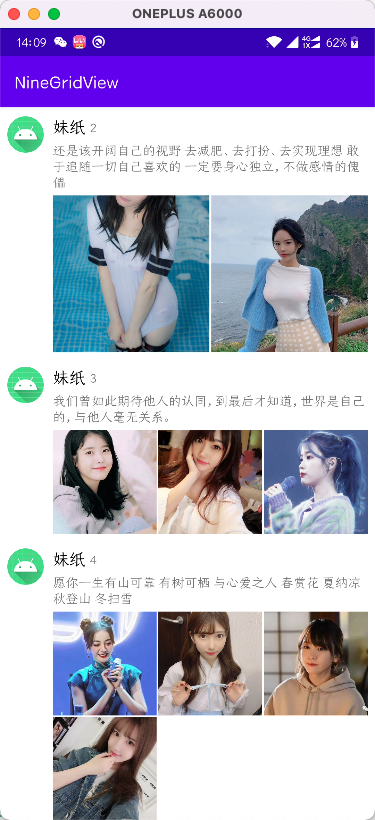 ONEPLUS A6000
14:09
4G
1X
62%
NineGridView
妹纸 2
还是该开阔自己的视野 去减肥、去打扮、去实现理想 敢
于追随一切自己喜欢的 一定要身心独立，不做感情的傀
儡
妹纸 3
我们曾如此期待他人的认同，到最后才知道，世界是自己
的，与他人毫无关系。
妹纸 4
愿你一生有山可靠 有树可栖 与心爱之人 春赏花 夏纳凉
秋登山 冬扫雪